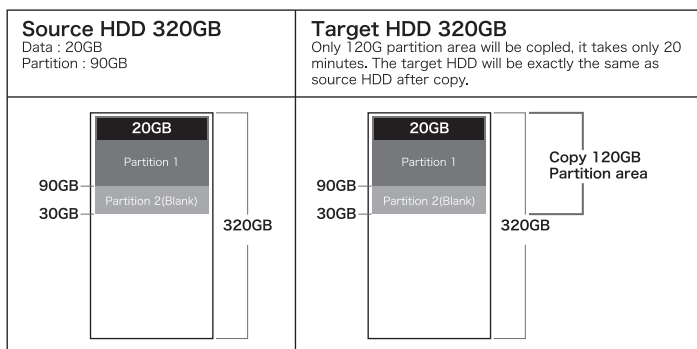 Source HDD 320GB
Data : 20GB
Partition : 90GB
Target HDD 320GB
Only 120G partition area will be copled, it takes only 20
minutes. The target HDD will be exactly the same as
source HDD after copy.
20GB
Partition 1
90GB
Partition 2(Blank)
30GB
320GB
20GB
Partition 1
90GB
Partition 2(Blank)
30GB
320GB
Copy 120GB
Partition area